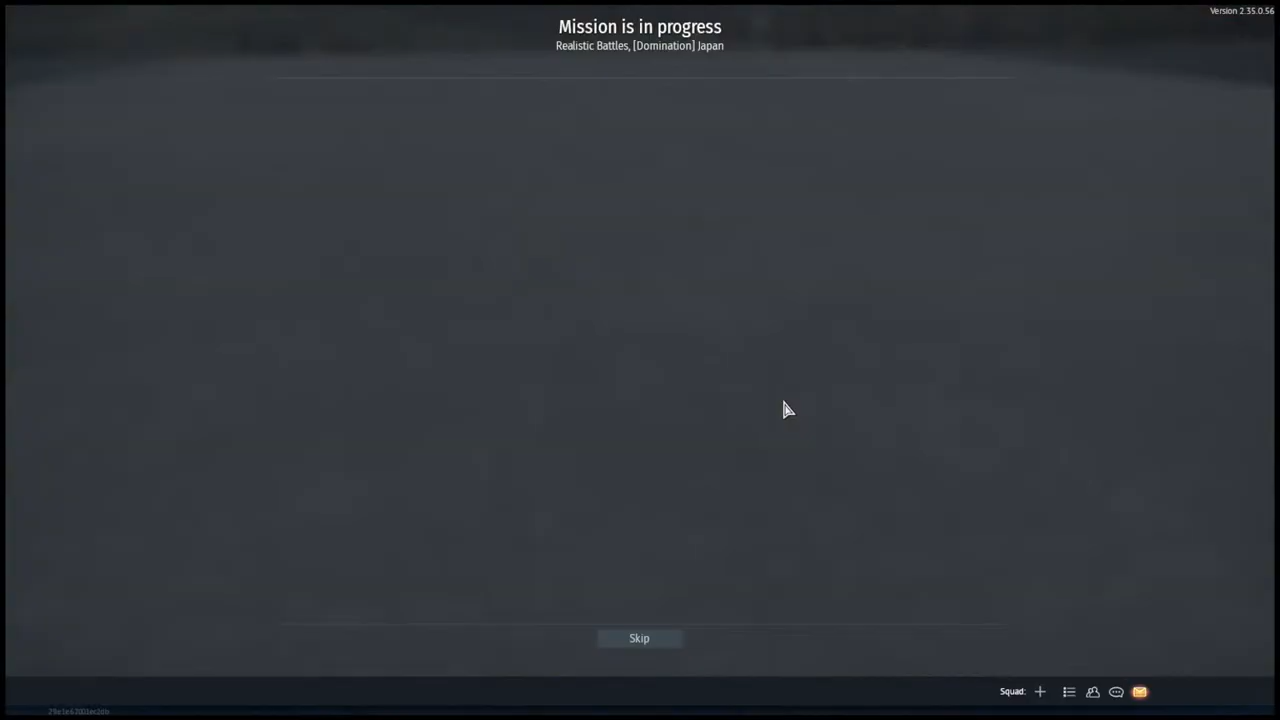 Version 2.35.0.56
Mission is in progress
Realistic Battles, [Domination] Japan
Skip
Squad: